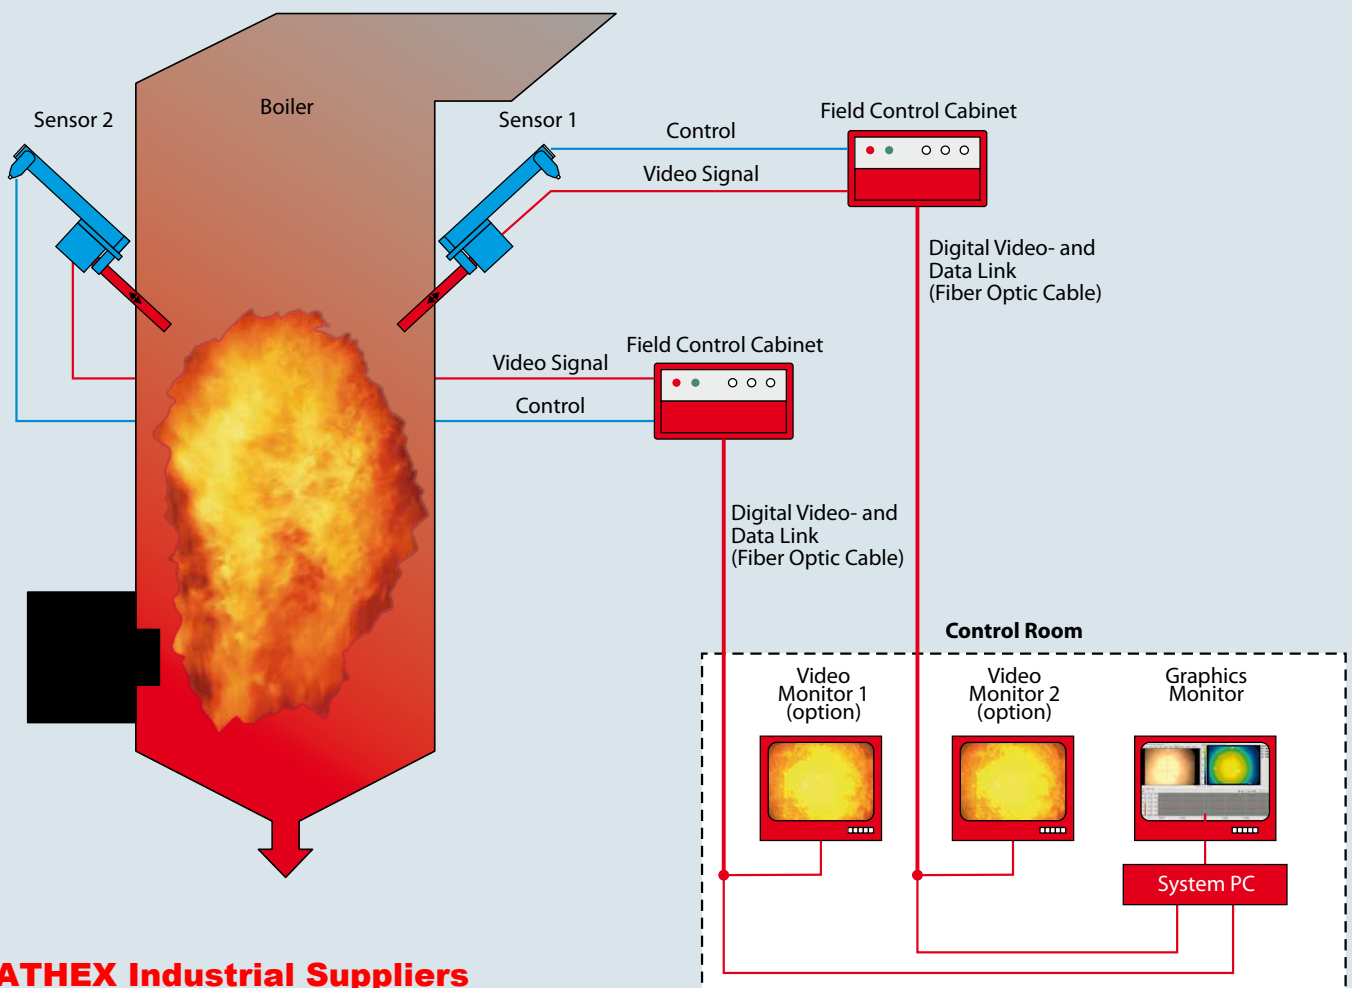 Boiler
Sensor 2
Sensor 1
Control
Video Signal
Field Control Cabinet
Digital Video- and
Data Link
(Fiber Optic Cable)
Video Signal
Control
Field Control Cabinet
Digital Video- and
Data Link
(Fiber Optic Cable)
Control Room
Video
Monitor 1
(option)
Video
Monitor 2
(option)
Graphics
Monitor
System PC
ATHEX Industrial Suppliers